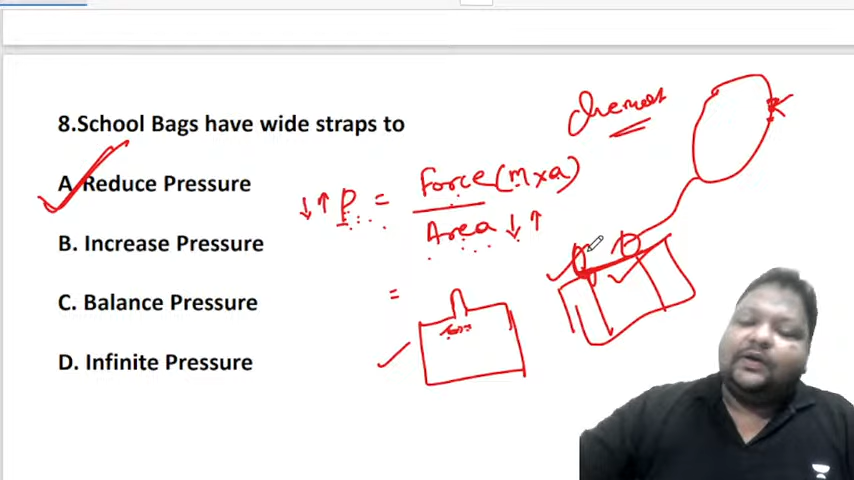 8.School Bags have wide straps to
A Reduce Pressure
B. Increase Pressure
C. Balance Pressure
D. Infinite Pressure
↓↑ P = Force (m×a)
Area ↓↑
=